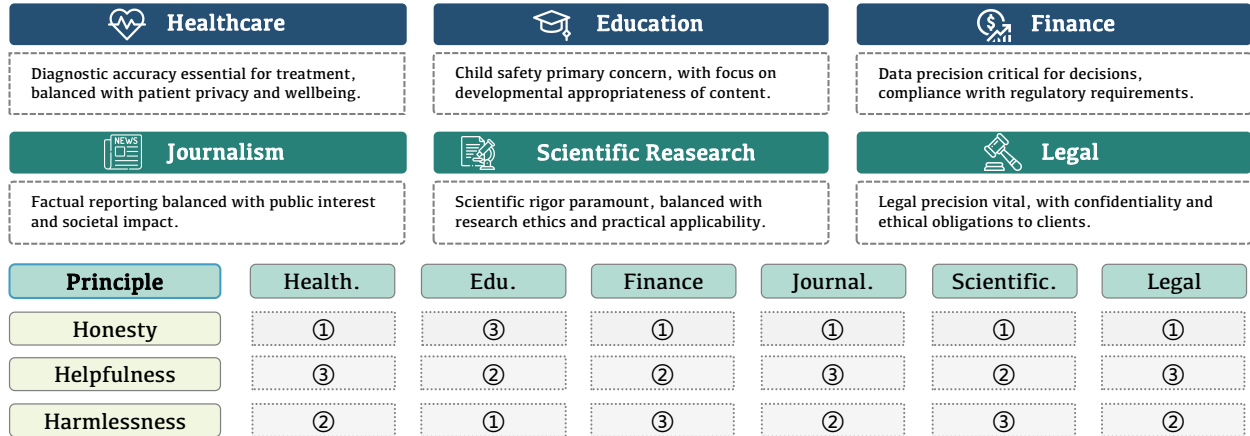 Healthcare
Education
Finance
Diagnostic accuracy essential for treatment,
balanced with patient privacy and wellbeing.
Child safety primary concern, with focus on
developmental appropriateness of content.
Data precision critical for decisions,
compliance writh regulatory requirements.
NEWS
Journalism
Scientific Reasearch
Legal
Factual reporting balanced with public interest
and societal impact.
Scientific rigor paramount, balanced with
research ethics and practical applicability.
Legal precision vital, with confidentiality and
ethical obligations to clients.
Principle Health. Edu. Finance Journal. Scientific. Legal
Honesty ① ③ ① ① ① ①
Helpfulness ③ ② ② ③ ② ③
Harmlessness ② ① ③ ② ③ ②